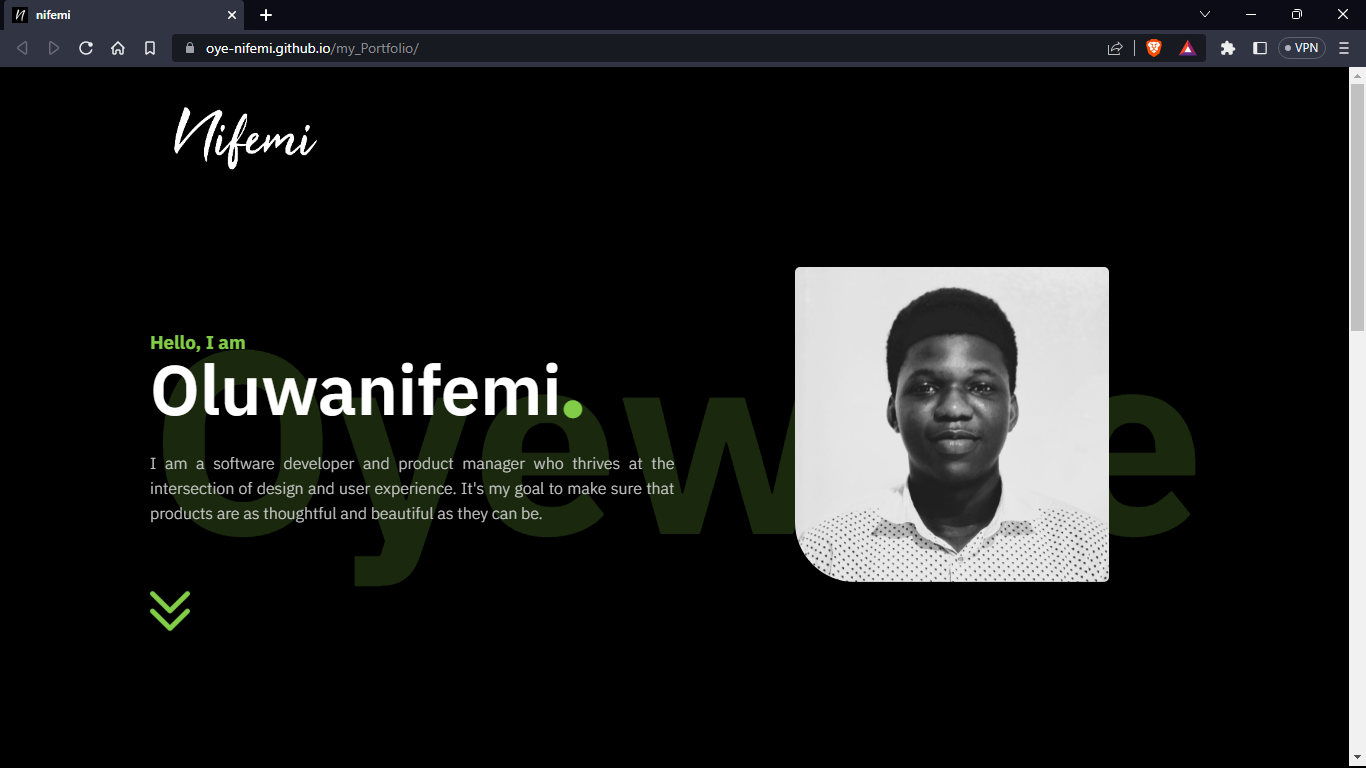 nifemi
oye-nifemi.github.io/my_Portfolio/
VPN
Nifemi
Hello, I am
Oluwanifemi.
I am a software developer and product manager who thrives at the
intersection of design and user experience. It's my goal to make sure that
products are as thoughtful and beautiful as they can be.